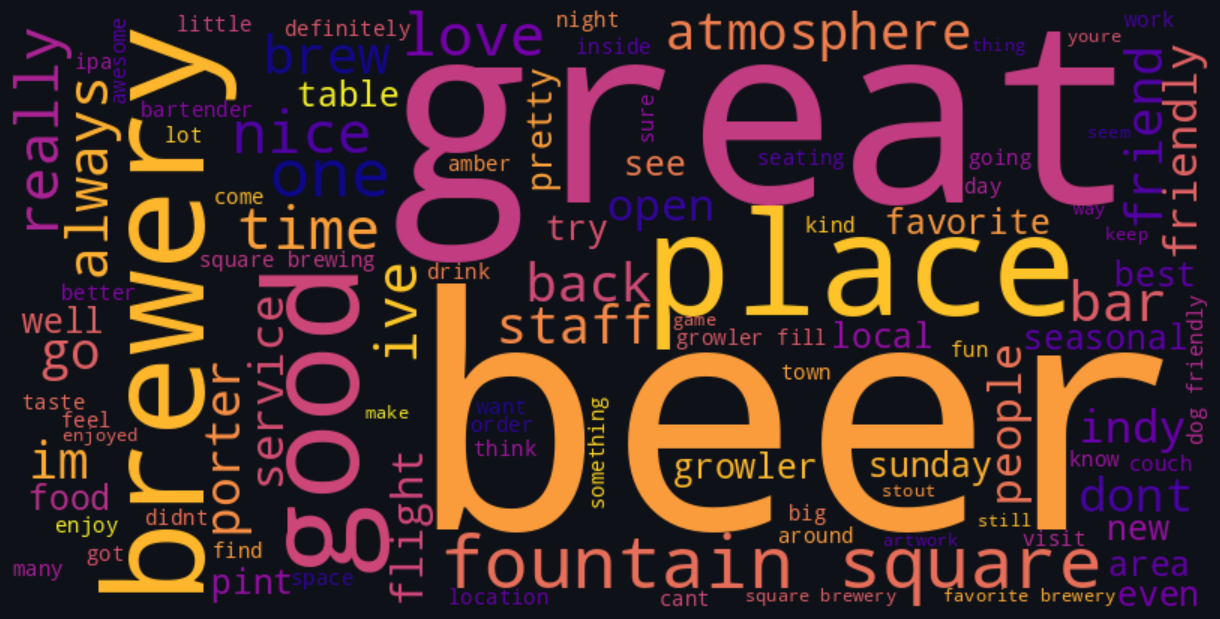 really
ipa
awesome
little
definitely
love
night
atmosphere
work
brew
inside
thing
youre
always
brewery
bartender
table
great
pretty
sure
friend
friendly
lot
nice
seem
one
amber
see
seating
going
day
come
time
open
place
way
try
kind
favorite
keep
square brewing
good
live
drink
back
best
better
bar
well
go
service
staff
game
growler fill
local
seasonal
dog friendly
fun
people
town
porter
make
beer
taste
feel
enjoyed
want
order
think
something
indy
im
flight
growler
sunday
know
couch
food
stout
dont
enjoy
didnt
big
still
new
got
find
around
artwork
visit
many
pint
space
fountain square
area
location
cant
square brewery
favorite brewery
even